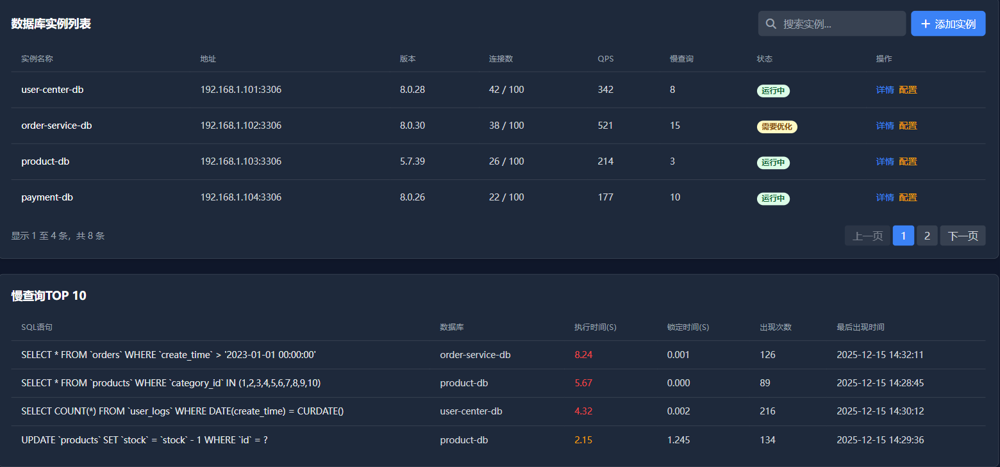 数据库实例列表 搜索实例... + 添加实例
实例名称 地址 版本 连接数 QPS 慢查询 状态 操作
user-center-db 192.168.1.101:3306 8.0.28 42 / 100 342 8 运行中 详情 配置
order-service-db 192.168.1.102:3306 8.0.30 38 / 100 521 15 需要优化 详情 配置
product-db 192.168.1.103:3306 5.7.39 26 / 100 214 3 运行中 详情 配置
payment-db 192.168.1.104:3306 8.0.26 22 / 100 177 10 运行中 详情 配置
显示 1 至 4 条，共 8 条 上一页 1 2 下一页
慢查询TOP 10
SQL语句 数据库 执行时间(S) 锁定时间(S) 出现次数 最后出现时间
SELECT * FROM `orders` WHERE `create_time` > '2023-01-01 00:00:00' order-service-db 8.24 0.001 126 2025-12-15 14:32:11
SELECT * FROM `products` WHERE `category_id` IN (1,2,3,4,5,6,7,8,9,10) product-db 5.67 0.000 89 2025-12-15 14:28:45
SELECT COUNT(*) FROM `user_logs` WHERE DATE(create_time) = CURDATE() user-center-db 4.32 0.002 216 2025-12-15 14:30:12
UPDATE `products` SET `stock` = `stock` - 1 WHERE `id` = ? product-db 2.15 1.245 134 2025-12-15 14:29:36